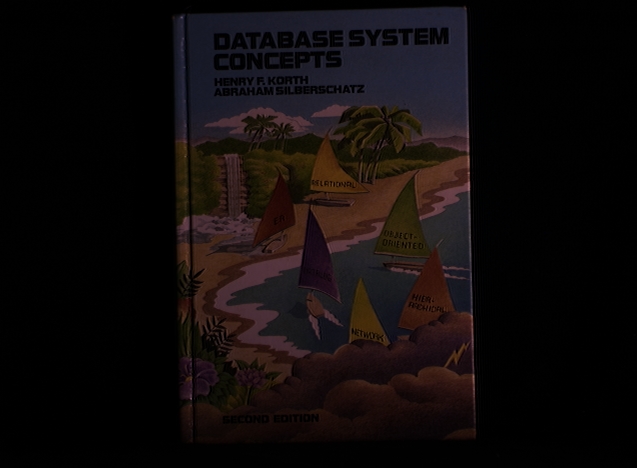 DATABASE SYSTEM
CONCEPTS
HENRY F. KORTH
ABRAHAM SILBERSCHATZ
RELATIONAL
E-R
OBJECT-
ORIENTED
HIER-
ARCHICAL
NETWORK
SECOND EDITION